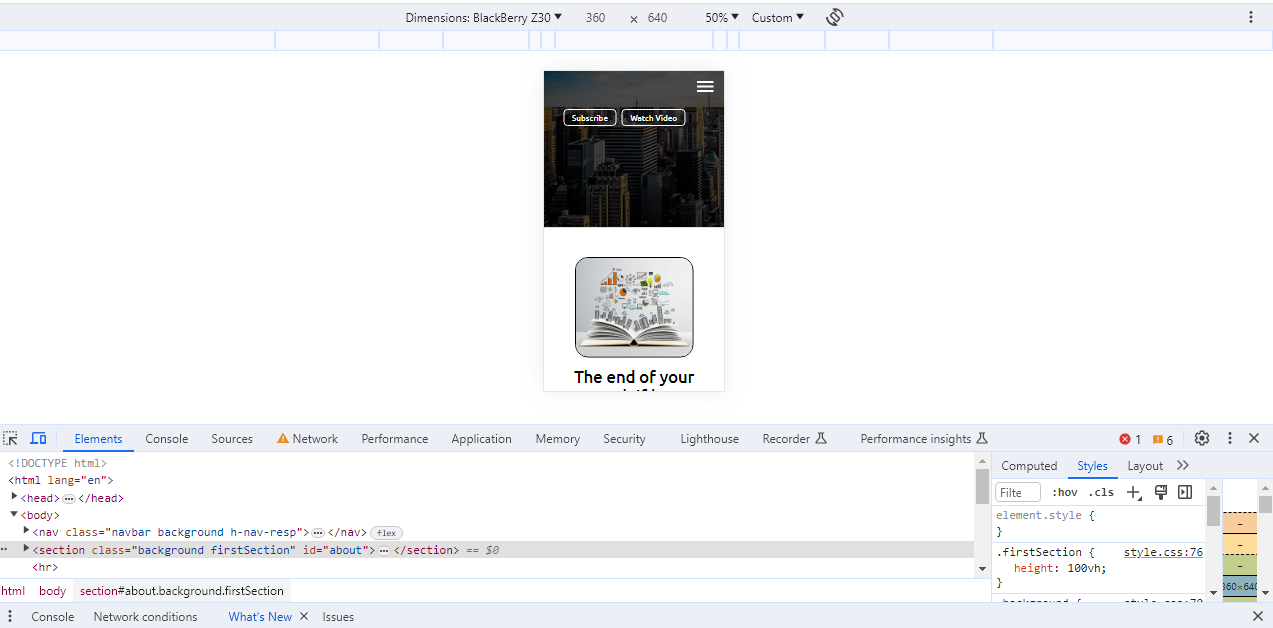 Dimensions: BlackBerry Z30 ▼ 360 × 640 50% ▼ Custom ▼
Subscribe Watch Video
The end of your
Elements Console Sources Network Performance Application Memory Security Lighthouse Recorder Performance insights 1 6
<!DOCTYPE html>
<html lang="en">
<head> … </head>
<body>
<nav class="navbar background h-nav-resp"> … </nav> flex
<section class="background firstSection" id="about"> … </section> == $0
<hr>
html body section#about.background.firstSection
Computed Styles Layout
Filte :hov .cls
element.style {
}
.firstSection { style.css:76
height: 100vh;
}
360×640
Console Network conditions What's New Issues